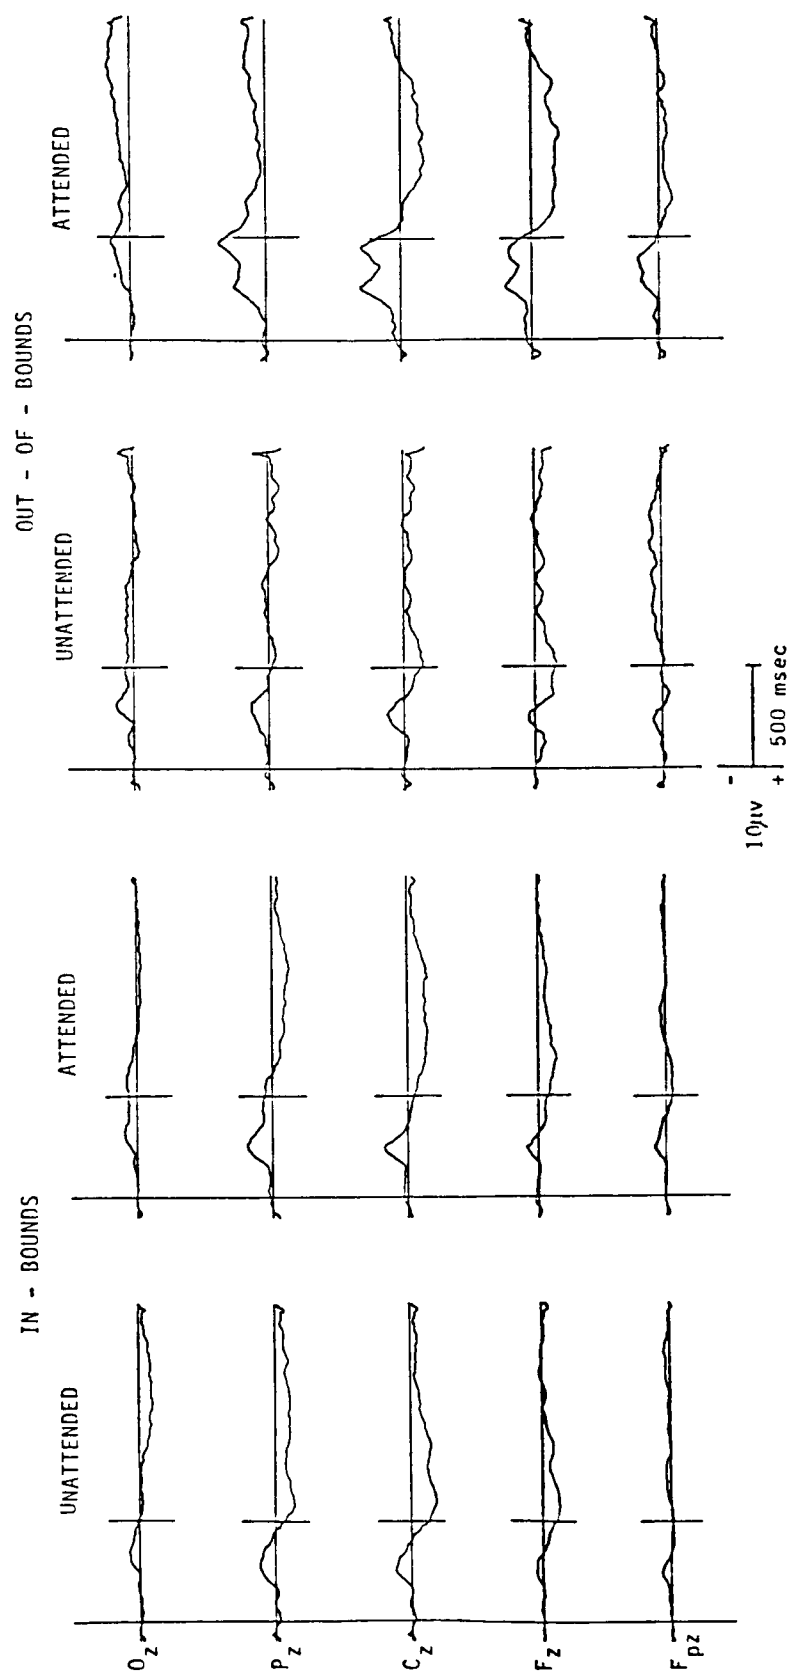 IN - BOUNDS
OUT - OF - BOUNDS
UNATTENDED
ATTENDED
UNATTENDED
ATTENDED
Oz
Pz
Cz
Fz
Fpz
-
10µv
+
500 msec